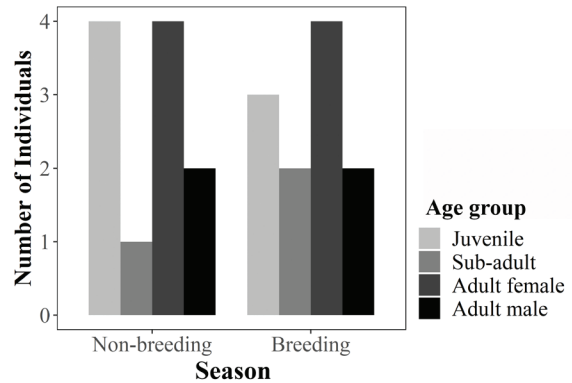 Number of Individuals
4
3
2
1
0
Non-breeding
Breeding
Season
Age group
Juvenile
Sub-adult
Adult female
Adult male